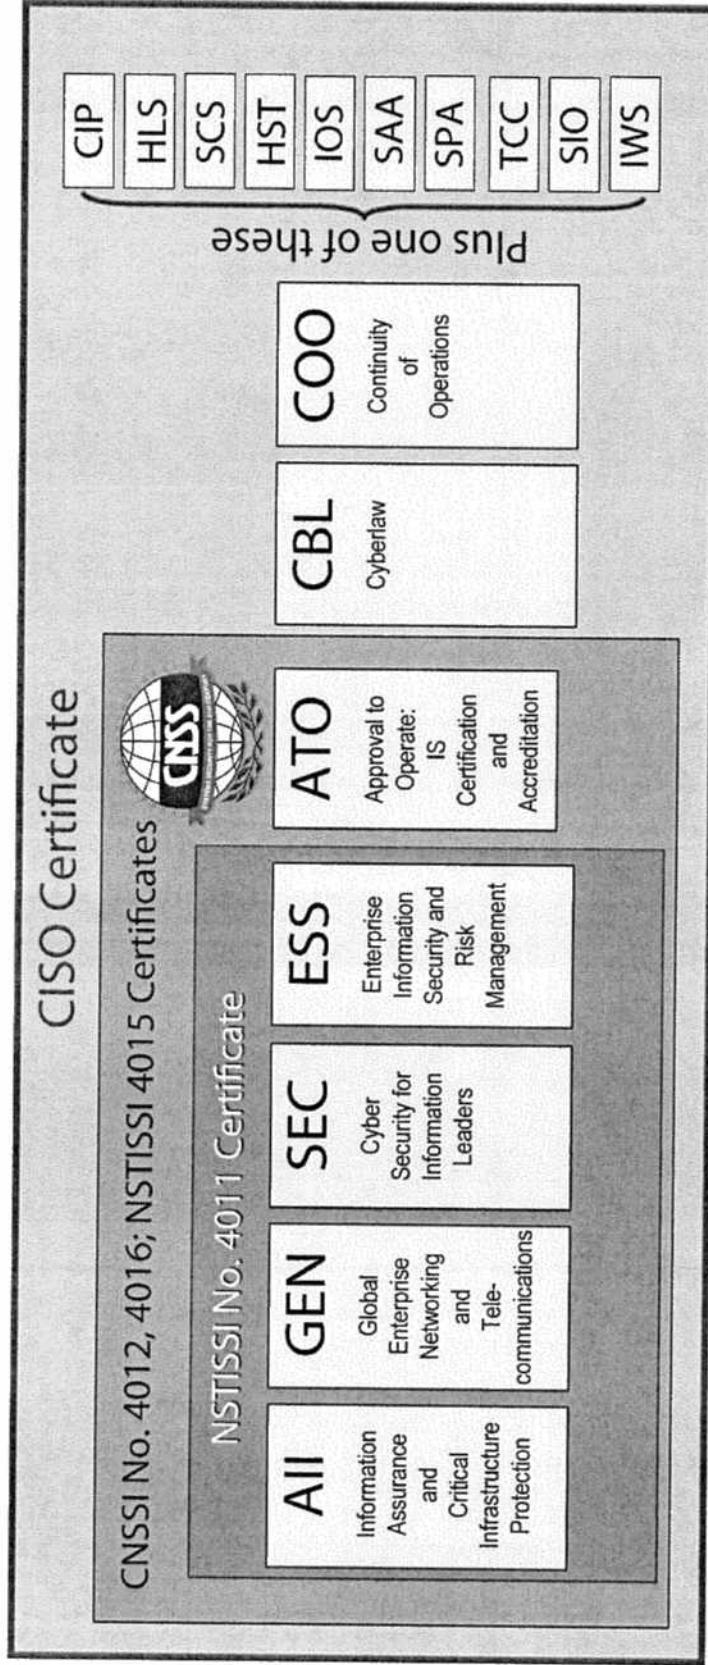 CISO Certificate
CNSSI No. 4012, 4016; NSTISSI 4015 Certificates
CNSS
NSTISSI No. 4011 Certificate
AII
Information
Assurance
and
Critical
Infrastructure
Protection
GEN
Global
Enterprise
Networking
and
Tele-
communications
SEC
Cyber
Security for
Information
Leaders
ESS
Enterprise
Information
Security and
Risk
Management
ATO
Approval to
Operate:
IS
Certification
and
Accreditation
CBL
Cyberlaw
COO
Continuity
of
Operations
Plus one of these
CIP
HLS
SCS
HST
IOS
SAA
SPA
TCC
SIO
IWS